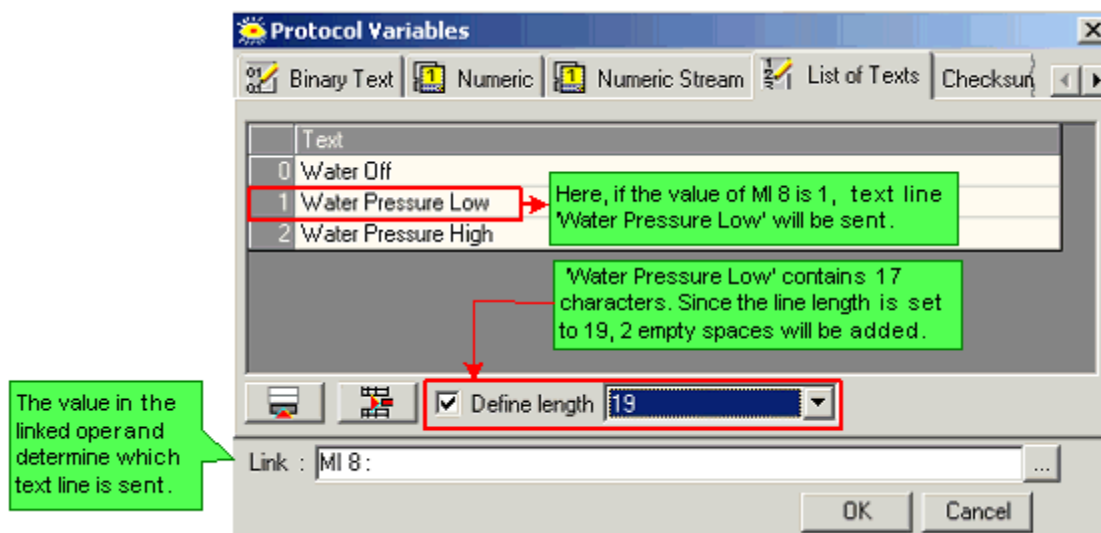 Protocol Variables
Binary Text
Numeric
Numeric Stream
List of Texts
Checksum
Text
0 Water Off
1 Water Pressure Low
2 Water Pressure High
Here, if the value of MI 8 is 1, text line
'Water Pressure Low' will be sent.
'Water Pressure Low' contains 17
characters. Since the line length is set
to 19, 2 empty spaces will be added.
Define length 19
The value in the
linked operand
determine which
text line is sent.
Link : MI 8 :
...
OK
Cancel